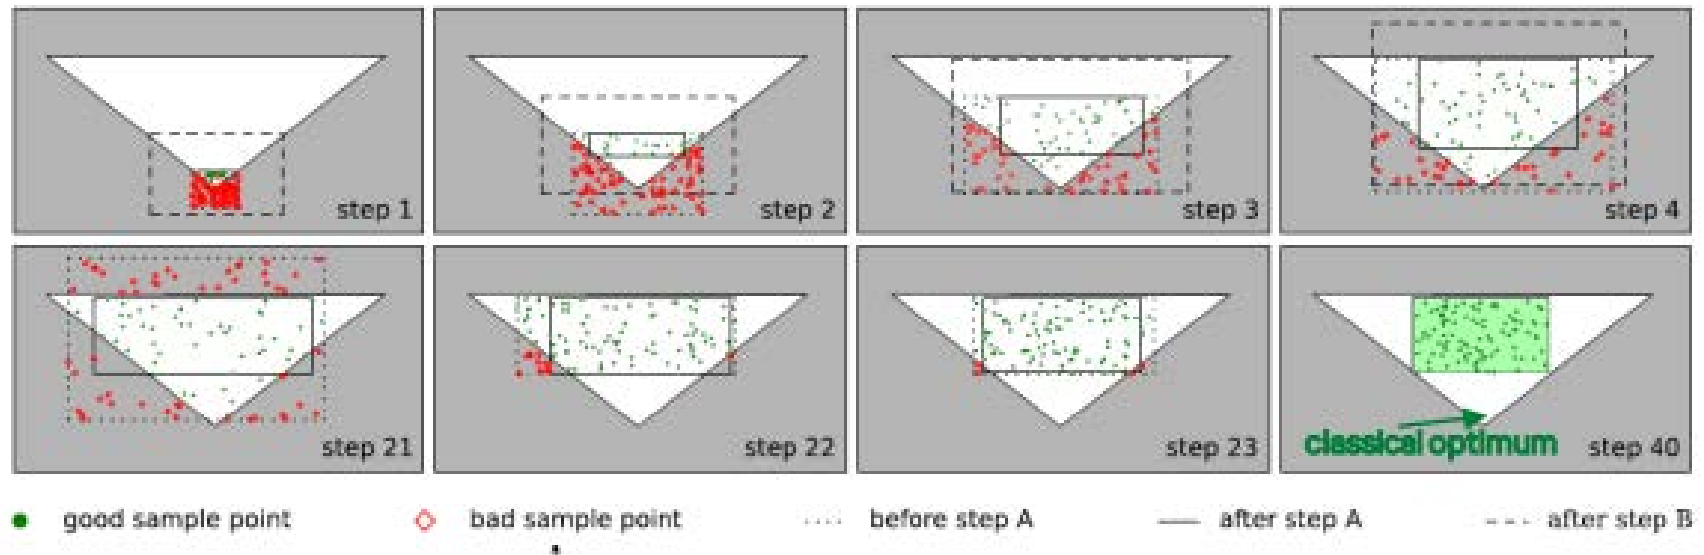 step 1
step 2
step 3
step 4
step 21
step 22
step 23
classical optimum
step 40
good sample point
bad sample point
before step A
after step A
after step B